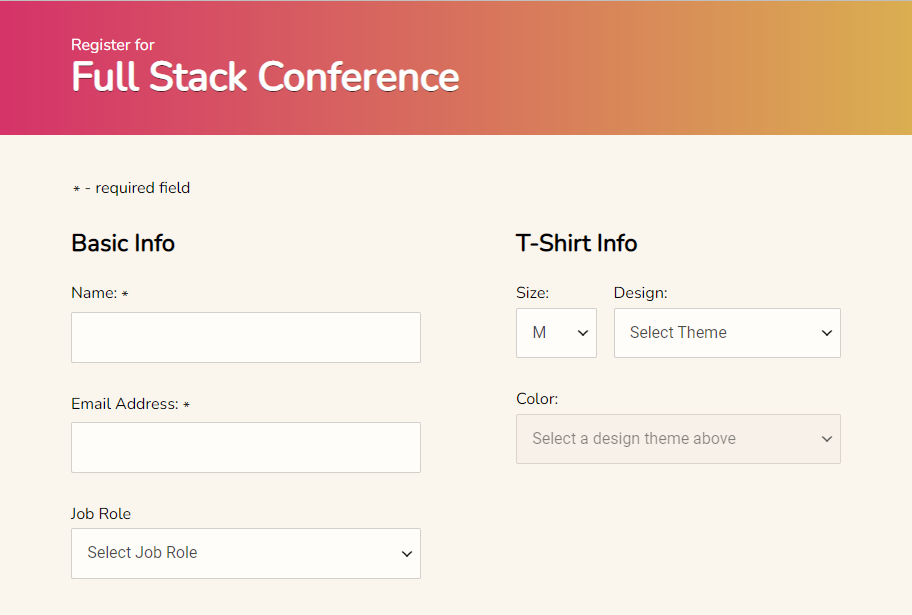 Register for
Full Stack Conference
* - required field
Basic Info
Name: *
Email Address: *
Job Role
Select Job Role
T-Shirt Info
Size:
M
Design:
Select Theme
Color:
Select a design theme above